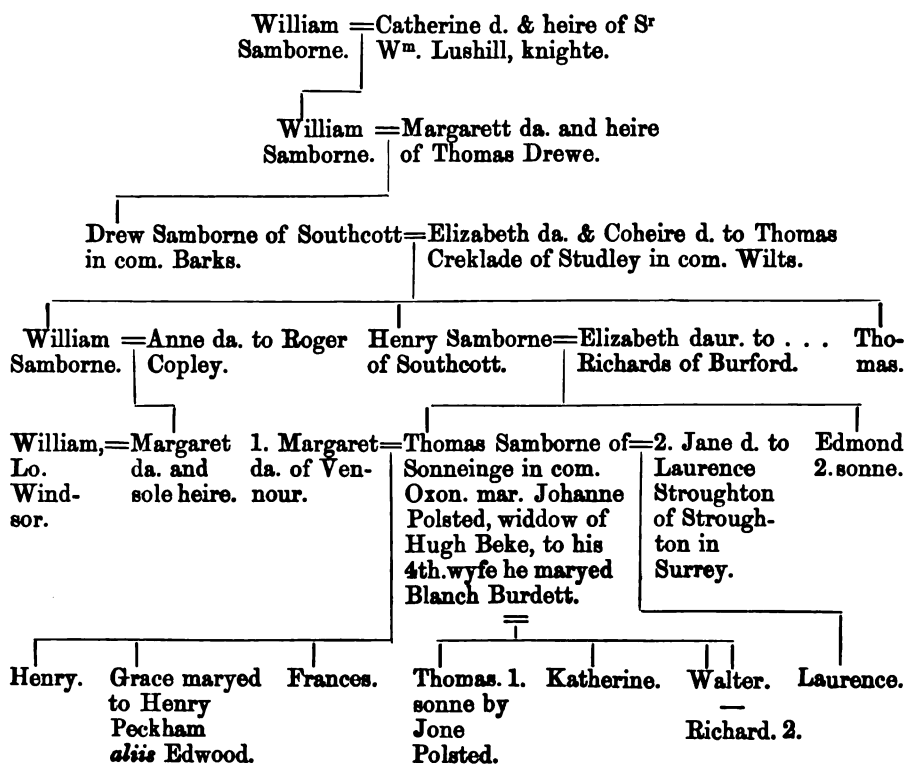 William = Catherine d. & heire of Sʳ
Samborne. Wᵐ. Lushill, knighte.
William = Margarett da. and heire
Samborne. of Thomas Drewe.
Drew Samborne of Southcott = Elizabeth da. & Coheire d. to Thomas
in com. Barks. Creklade of Studley in com. Wilts.
William = Anne da. to Roger
Samborne. Copley.
Henry Samborne = Elizabeth daur. to . . .
of Southcott. Richards of Burford.
Tho-
mas.
William, = Margaret
Lo. da. and
Wind- sole heire.
sor.
1. Margaret =
da. of Ven-
nour.
Thomas Samborne of =
Sonneinge in com.
Oxon. mar. Johanne
Polsted, widdow of
Hugh Beke, to his
4th. wyfe he maryed
Blanch Burdett.
2. Jane d. to
Laurence
Stroughton
of Strough-
ton in
Surrey.
Edmond
2. sonne.
=
Henry.
Grace maryed
to Henry
Peckham
aliis Edwood.
Frances.
Thomas. 1.
sonne by
Jone
Polsted.
Katherine.
Walter.
—
Richard. 2.
Laurence.